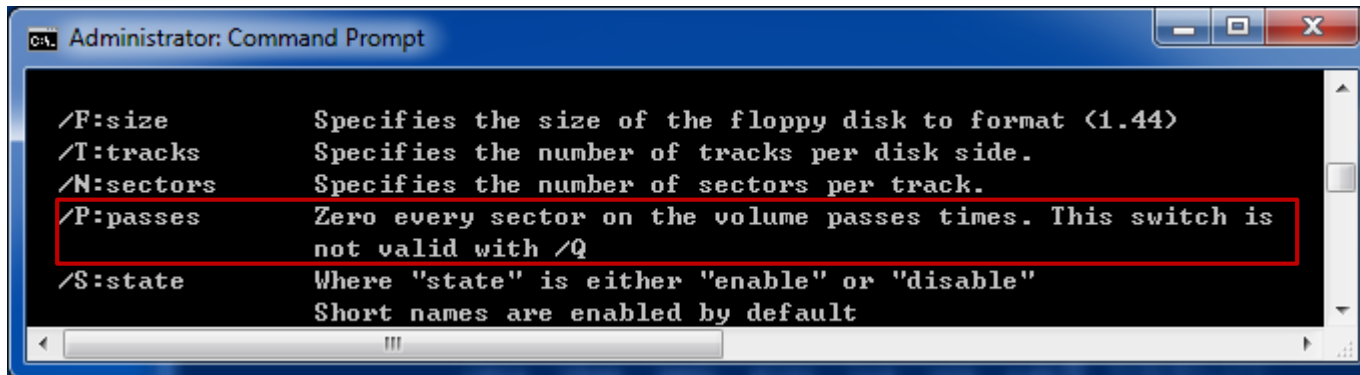 Administrator: Command Prompt
/F:size Specifies the size of the floppy disk to format (1.44)
/T:tracks Specifies the number of tracks per disk side.
/N:sectors Specifies the number of sectors per track.
/P:passes Zero every sector on the volume passes times. This switch is
not valid with /Q
/S:state Where "state" is either "enable" or "disable"
Short names are enabled by default